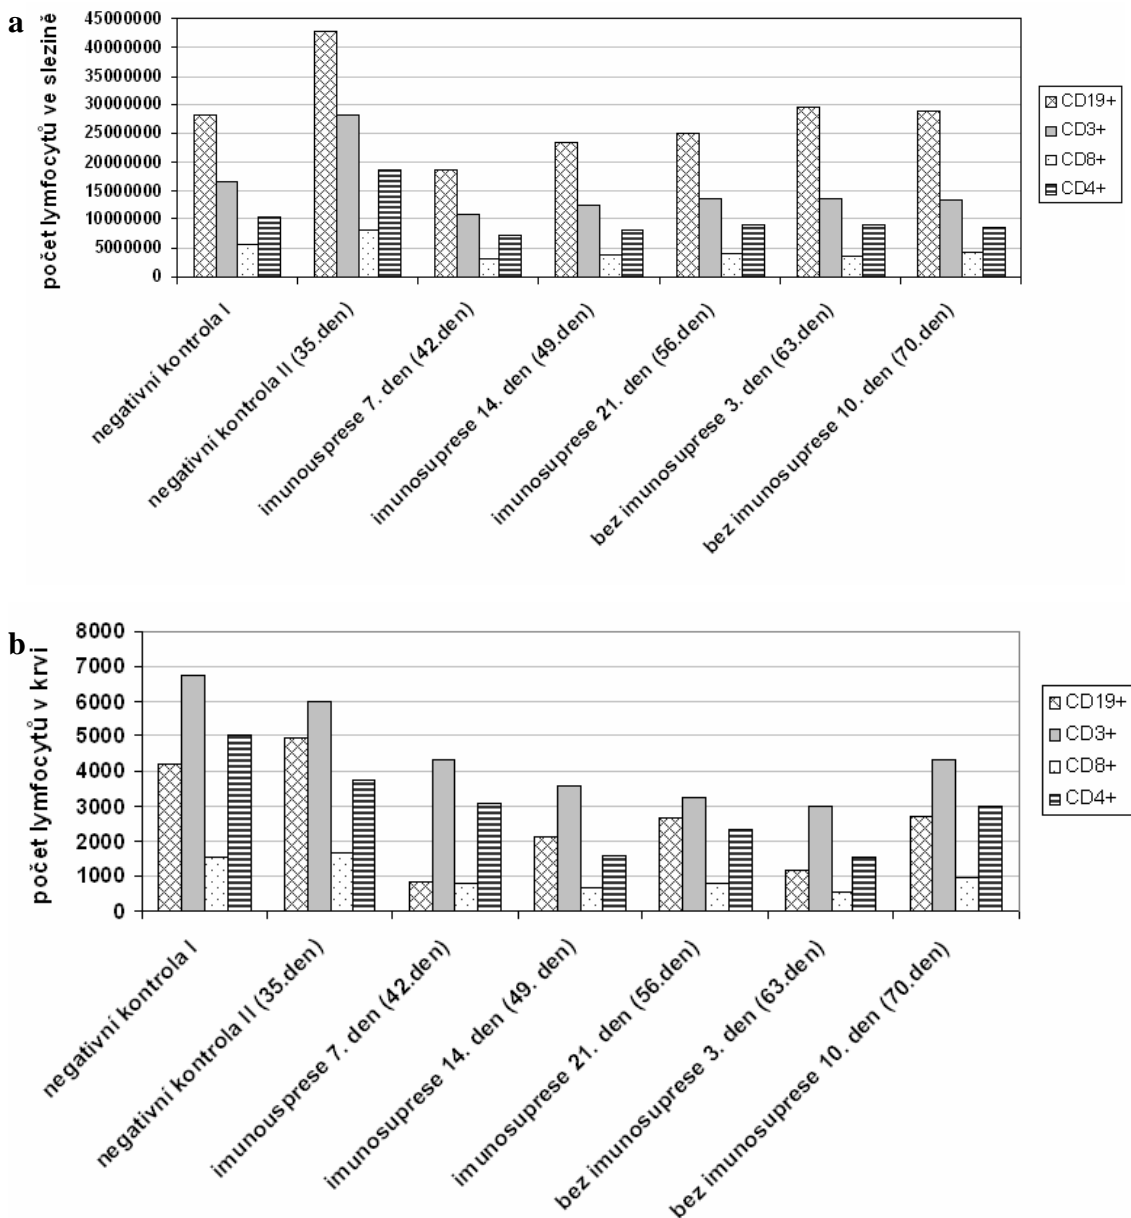 a
počet lymfocytů ve slezině
45000000
40000000
35000000
30000000
25000000
20000000
15000000
10000000
5000000
0
CD19+
CD3+
CD8+
CD4+
negativní kontrola I
negativní kontrola II (35.den)
imunousprese 7. den (42.den)
imunosuprese 14. den (49.den)
imunosuprese 21. den (56.den)
bez imunosuprese 3. den (63.den)
bez imunosuprese 10. den (70.den)
b
počet lymfocytů v krvi
8000
7000
6000
5000
4000
3000
2000
1000
0
CD19+
CD3+
CD8+
CD4+
negativní kontrola I
negativní kontrola II (35.den)
imunousprese 7. den (42.den)
imunosuprese 14. den (49. den)
imunosuprese 21. den (56.den)
bez imunosuprese 3. den (63.den)
bez imunosuprese 10. den (70.den)